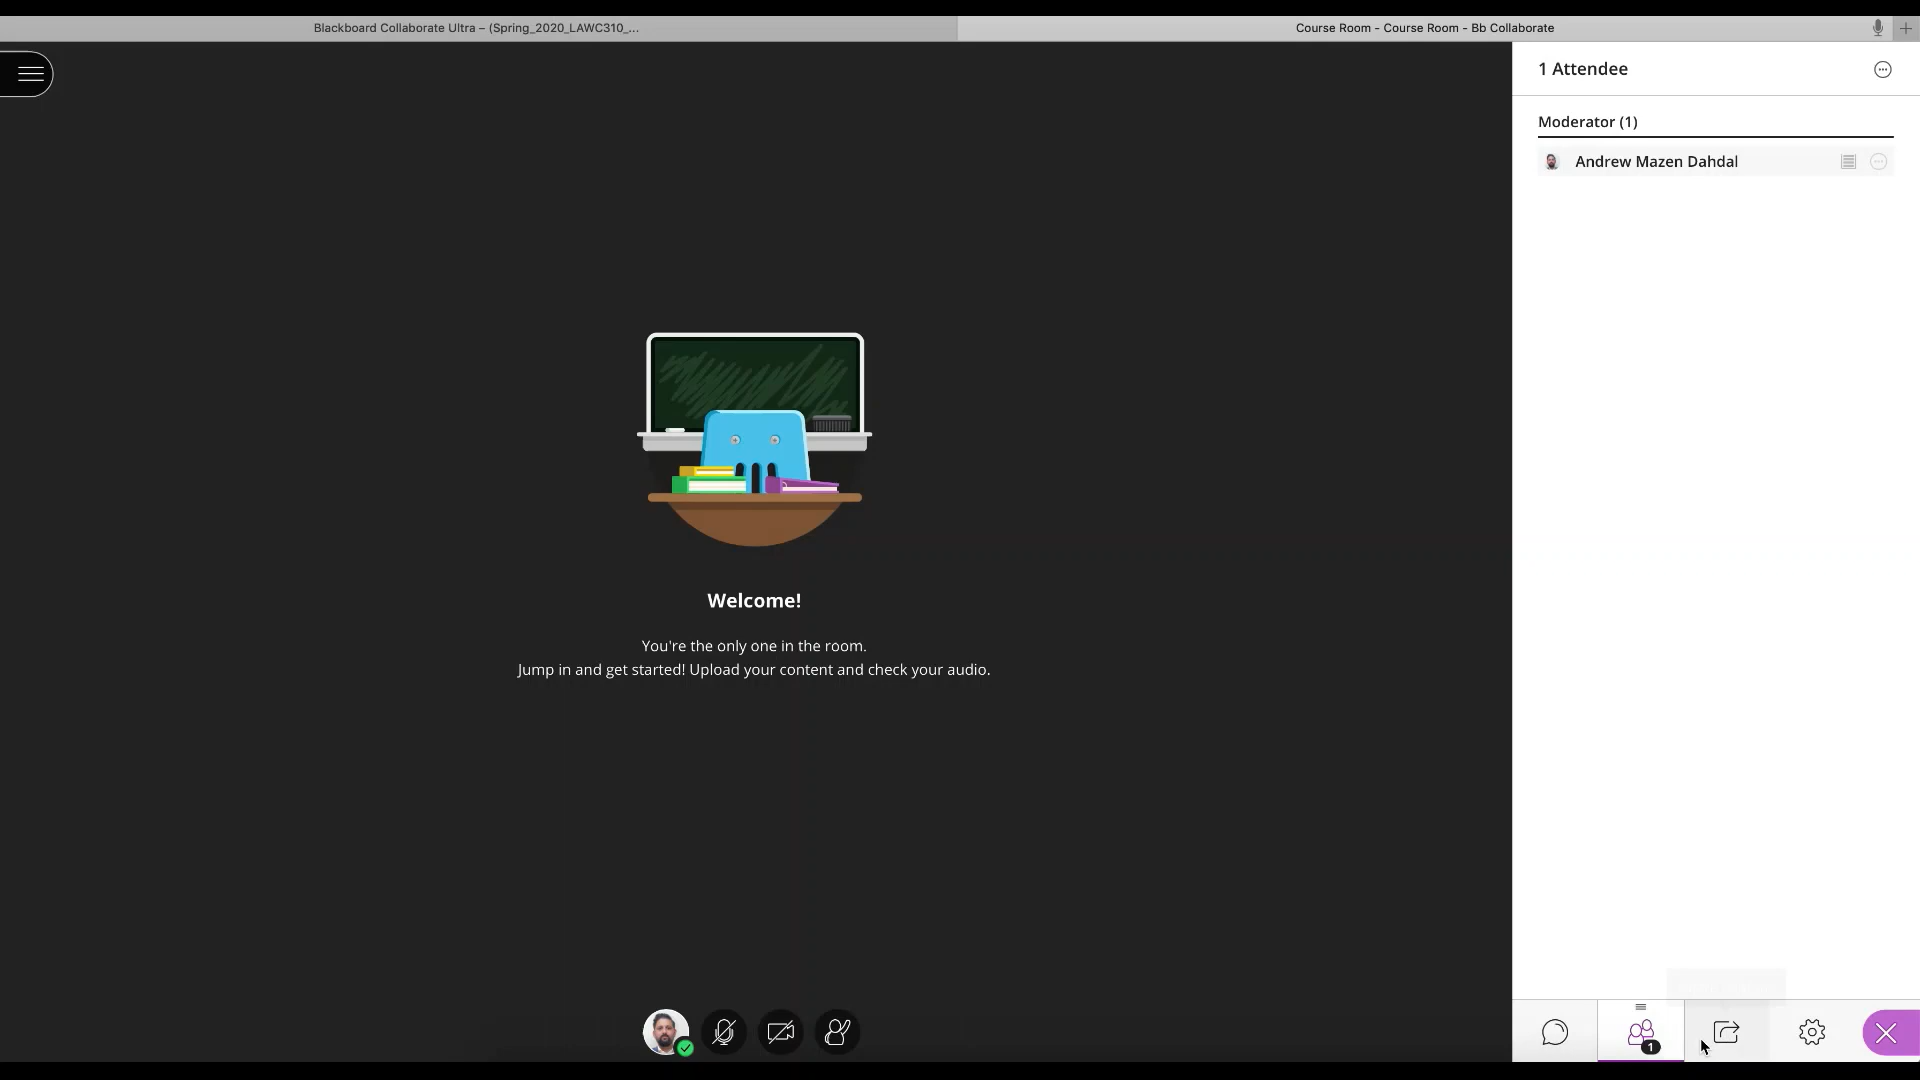 Blackboard Collaborate Ultra – (Spring_2020_LAWC310_...
Course Room - Course Room - Bb Collaborate
1 Attendee
Moderator (1)
Andrew Mazen Dahdal
Welcome!
You're the only one in the room.
Jump in and get started! Upload your content and check your audio.
1